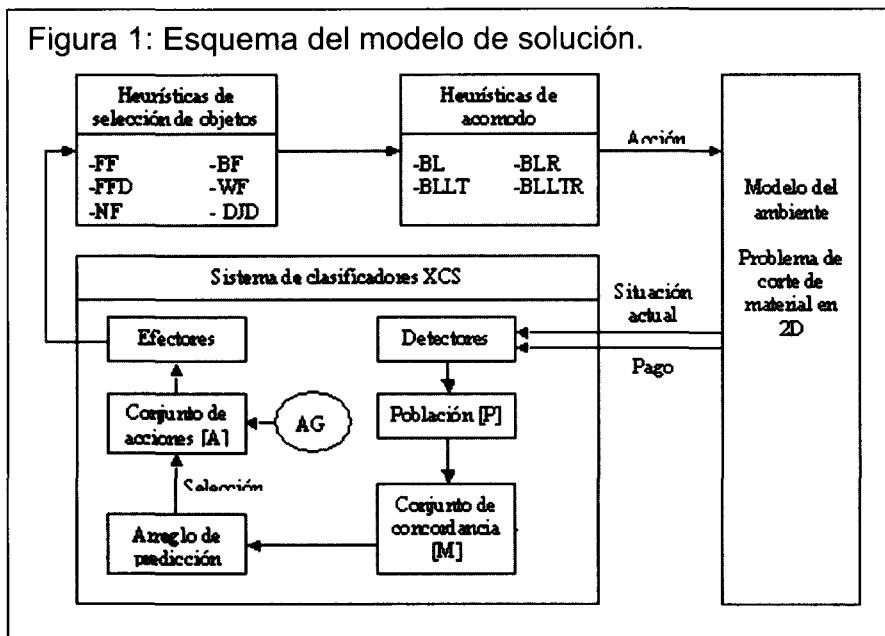 Figura 1: Esquema del modelo de solución.
Heurísticas de
selección de objetos
-FF -BF
-FFD -WF
-NF - DJD
Heurísticas de
acomodo
-BL -BLR
-BLLT -BLLTR
Acción
Modelo del
ambiente
Problema de
corte de
material en
2D
Sistema de clasificadores XCS
Situación
actual
Pago
Efectores
Detectores
Conjunto de
acciones [A]
AG
Población [P]
Selección
Arreglo de
predicción
Conjunto de
concordancia
[M]